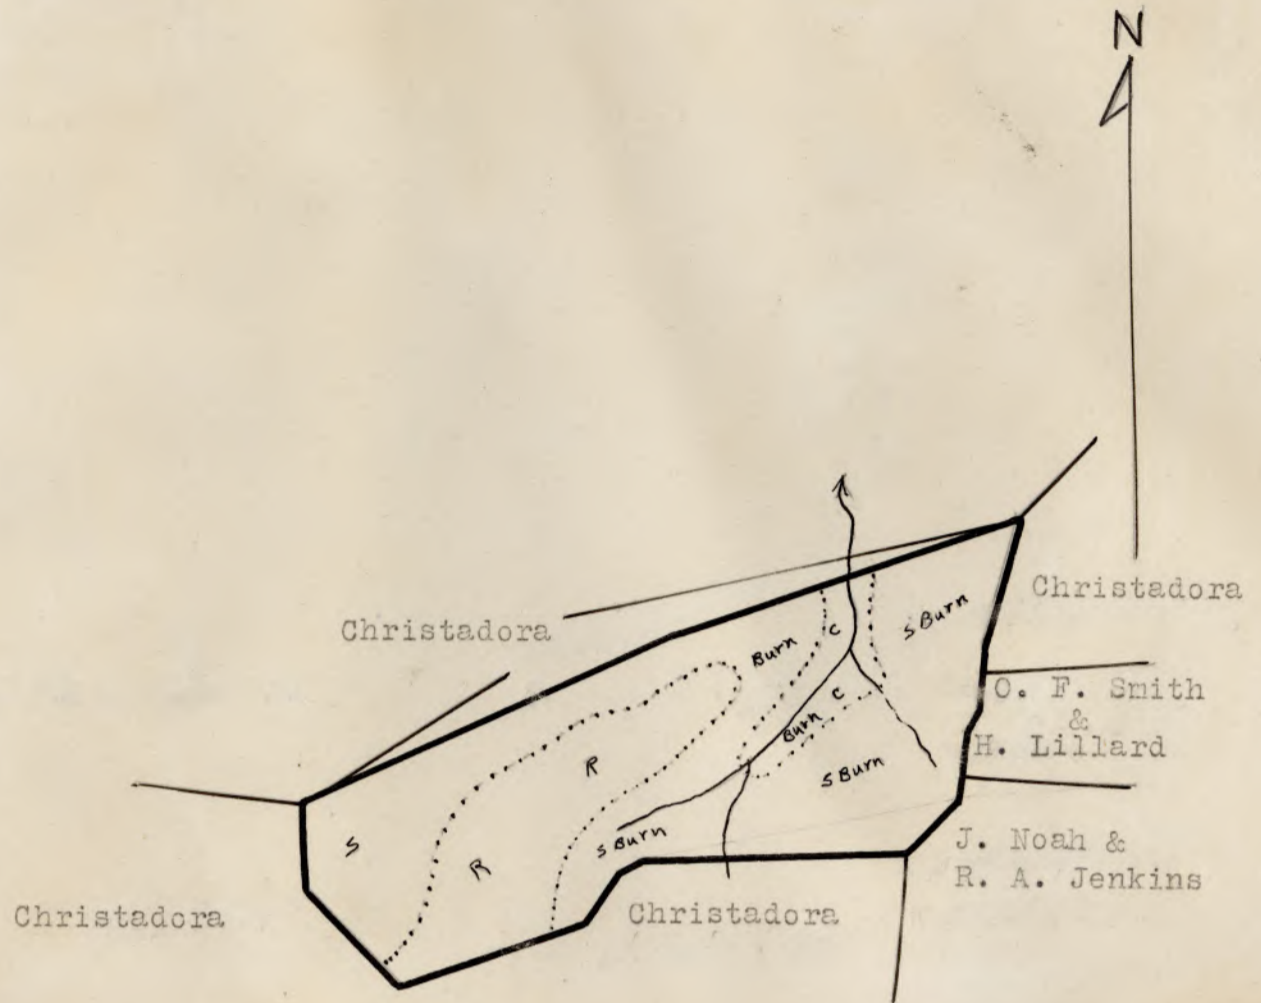 N
Christadora
Christadora
S Burn
C
Burn
O. F. Smith
&
H. Lillard
C
Burn
R
S Burn
S
S Burn
R
J. Noah &
R. A. Jenkins
Christadora
Christadora